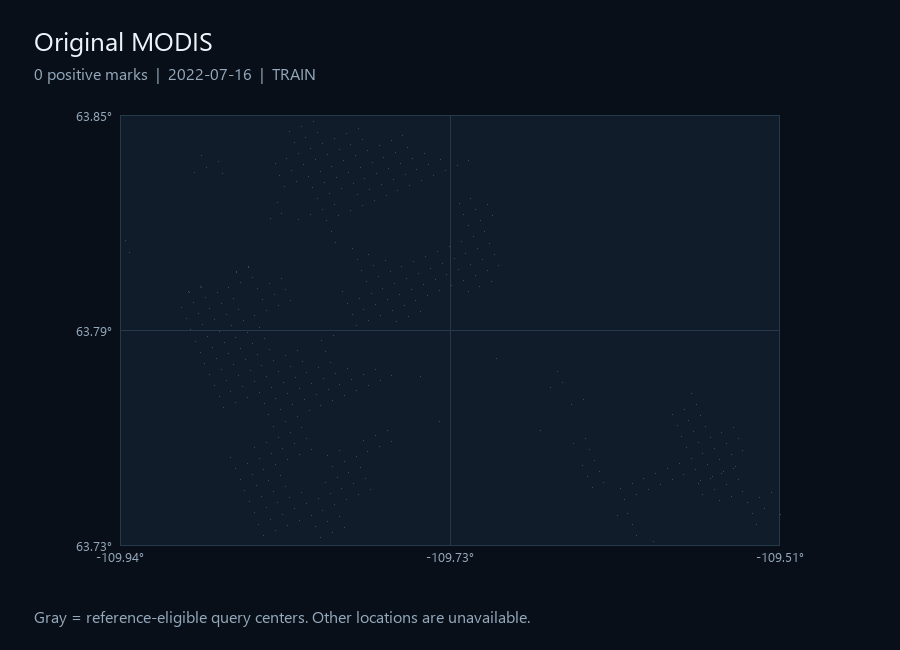 Original MODIS
0 positive marks | 2022-07-16 | TRAIN
63.85°
63.79°
63.73°
-109.94° -109.73° -109.51°
Gray = reference-eligible query centers. Other locations are unavailable.